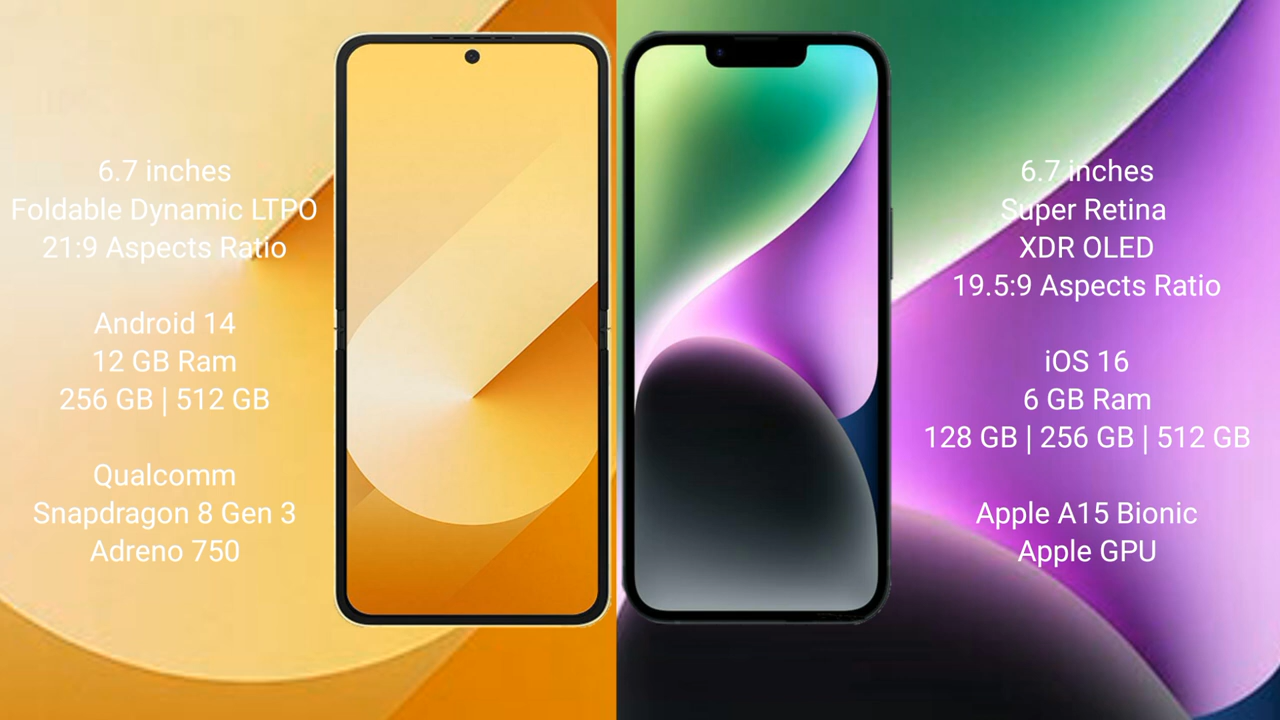 6.7 inches
Foldable Dynamic LTPO
21:9 Aspects Ratio
Android 14
12 GB Ram
256 GB | 512 GB
Qualcomm
Snapdragon 8 Gen 3
Adreno 750
6.7 inches
Super Retina
XDR OLED
19.5:9 Aspects Ratio
iOS 16
6 GB Ram
128 GB | 256 GB | 512 GB
Apple A15 Bionic
Apple GPU